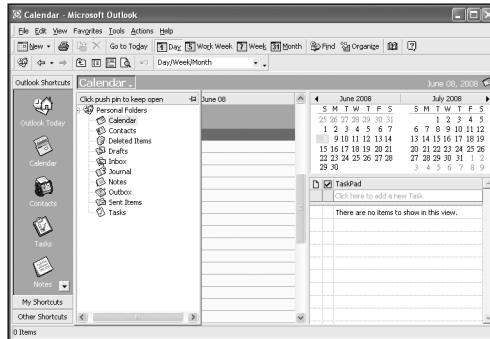 Calendar - Microsoft Outlook
File Edit View Favorites Tools Actions Help
New Go to Today 1 Day 5 Work Week 7 Week 31 Month Find Organize
Day/Week/Month
Outlook Shortcuts
Calendar
June 08, 2008
Outlook Today
Calendar
Contacts
Tasks
Notes
My Shortcuts
Other Shortcuts
Click push pin to keep open
Personal Folders
Calendar
Contacts
Deleted Items
Drafts
Inbox
Journal
Notes
Outbox
Sent Items
Tasks
June 08
June 2008
S M T W T F S
25 26 27 28 29 30 31
1 2 3 4 5 6 7
9 10 11 12 13 14
15 16 17 18 19 20 21
22 23 24 25 26 27 28
29 30
July 2008
S M T W T F S
1 2 3 4 5
6 7 8 9 10 11 12
13 14 15 16 17 18 19
20 21 22 23 24 25 26
27 28 29 30 31 1 2
3 4 5 6 7 8 9
TaskPad
Click here to add a new Task
There are no items to show in this view.
0 Items